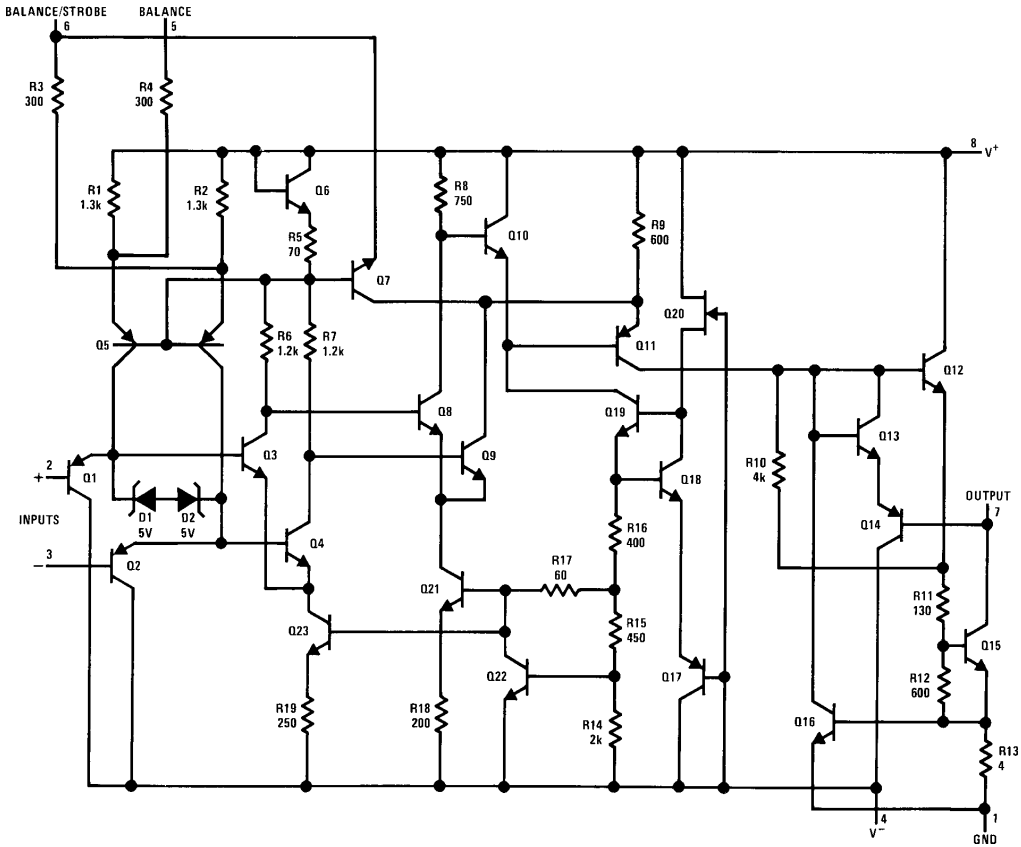 BALANCE/STROBE
6
BALANCE
5
R3
300
R4
300
8
V+
R1
1.3k
R2
1.3k
Q6
R5
70
R8
750
Q10
R9
600
Q7
Q20
Q5
R6
1.2k
R7
1.2k
Q11
Q12
Q8
Q19
Q13
Q3
Q9
Q18
R10
4k
2
+
Q1
INPUTS
D1
5V
D2
5V
OUTPUT
7
Q14
R16
400
3
–
Q2
Q4
R17
60
Q21
R11
130
Q23
R15
450
Q15
Q22
Q17
R12
600
R19
250
R18
200
R14
2k
Q16
R13
4
4
V–
1
GND